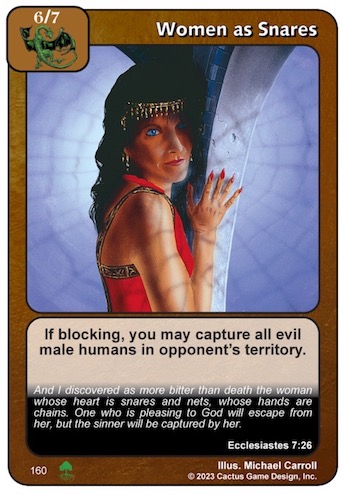 6/7
Women as Snares
If blocking, you may capture all evil
male humans in opponent's territory.
And I discovered as more bitter than death the woman
whose heart is snares and nets, whose hands are
chains. One who is pleasing to God will escape from
her, but the sinner will be captured by her.
Ecclesiastes 7:26
160
Illus. Michael Carroll
© 2023 Cactus Game Design, Inc.